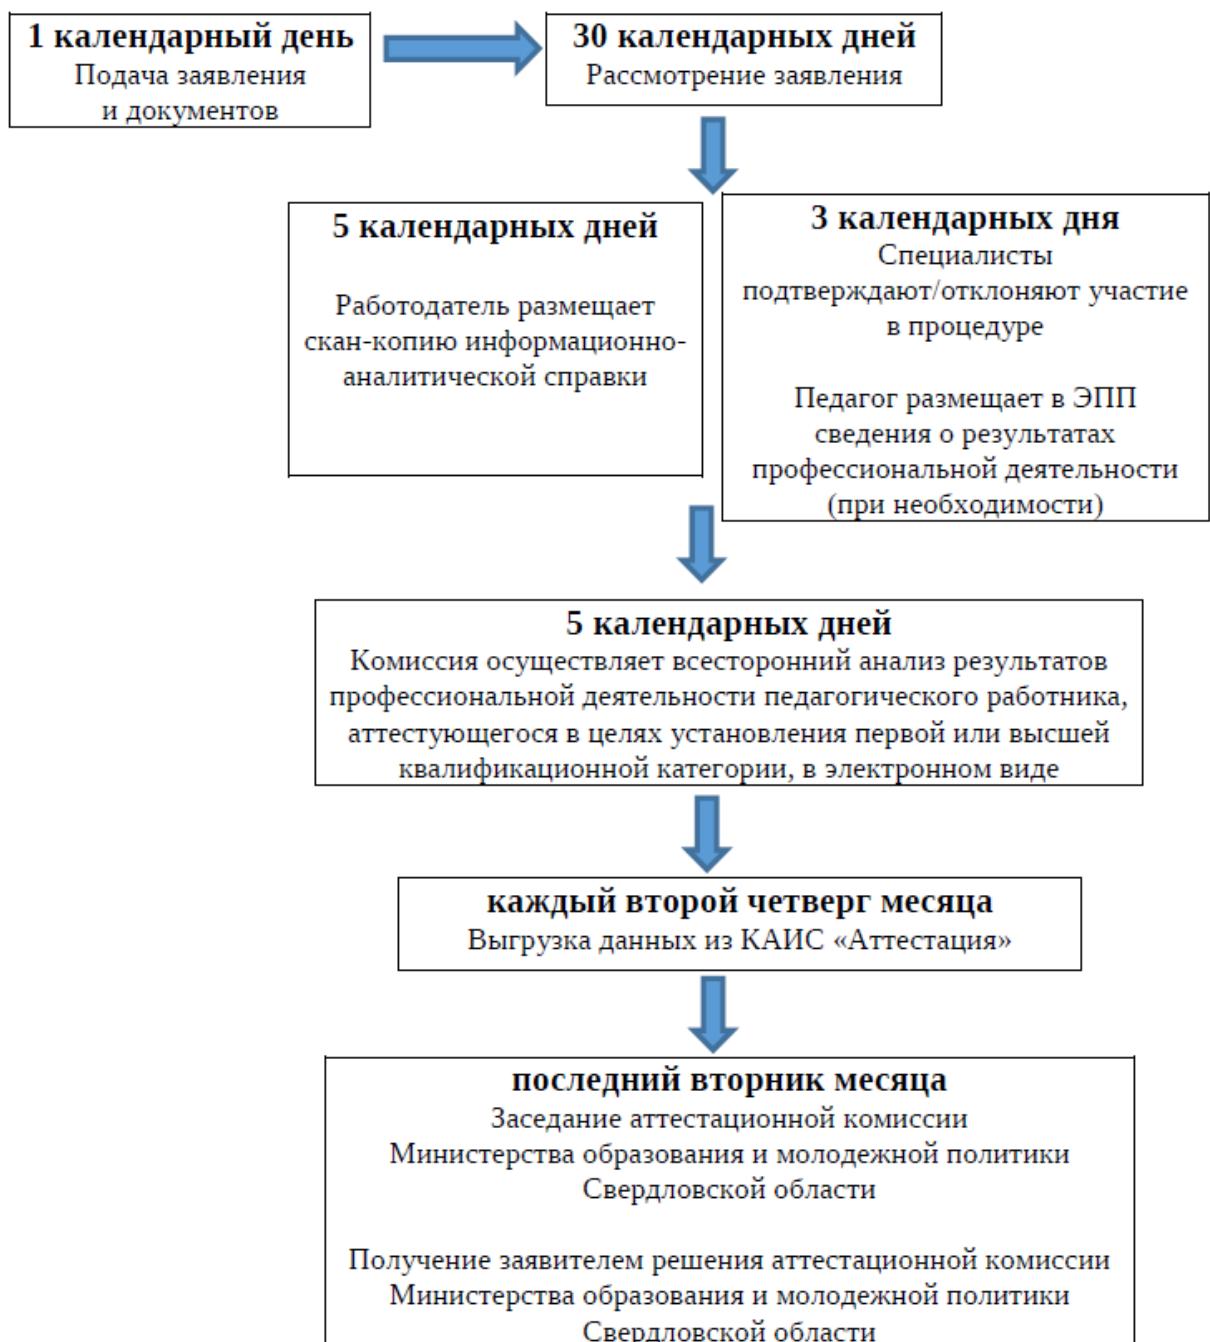 1 календарный день
Подача заявления
и документов
30 календарных дней
Рассмотрение заявления
5 календарных дней
Работодатель размещает
скан-копию информационно-
аналитической справки
3 календарных дня
Специалисты
подтверждают/отклоняют участие
в процедуре
Педагог размещает в ЭПП
сведения о результатах
профессиональной деятельности
(при необходимости)
5 календарных дней
Комиссия осуществляет всесторонний анализ результатов
профессиональной деятельности педагогического работника,
аттестующегося в целях установления первой или высшей
квалификационной категории, в электронном виде
каждый второй четверг месяца
Выгрузка данных из КАИС «Аттестация»
последний вторник месяца
Заседание аттестационной комиссии
Министерства образования и молодежной политики
Свердловской области
Получение заявителем решения аттестационной комиссии
Министерства образования и молодежной политики
Свердловской области